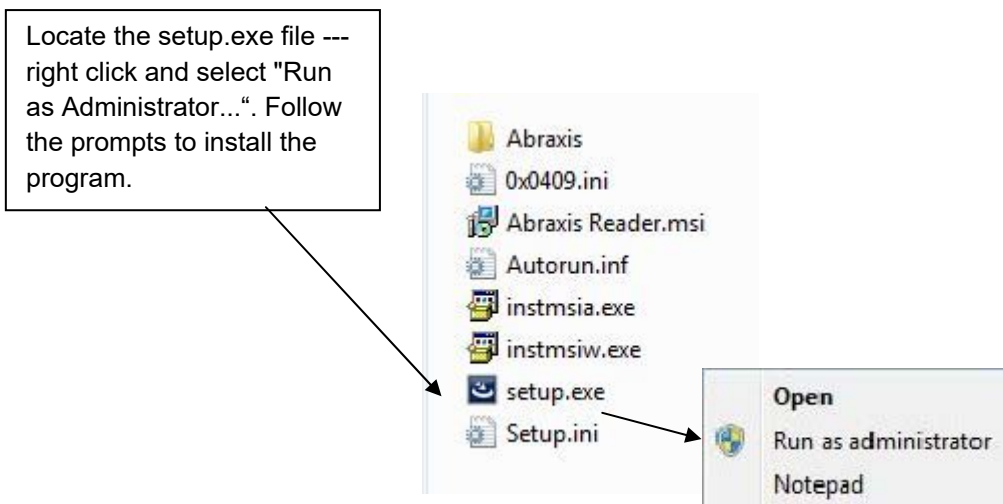 Locate the setup.exe file ---
right click and select "Run
as Administrator...“. Follow
the prompts to install the
program.
Abraxis
0x0409.ini
Abraxis Reader.msi
Autorun.inf
instmsia.exe
instmsiw.exe
setup.exe
Setup.ini
Open
Run as administrator
Notepad